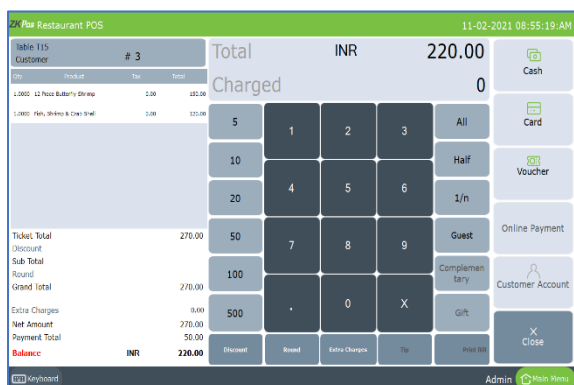 ZKPos Restaurant POS
11-02-2021 08:55:19:AM
Table T15
Customer
# 3
Qty Product Tax Total
1.0000 12 Piece Butterfly Shrimp 0.00 150.00
1.0000 Fish, Shrimp & Crab Shell 0.00 120.00
Ticket Total 270.00
Discount
Sub Total
Round
Grand Total 270.00
Extra Charges 0.00
Net Amount 270.00
Payment Total 50.00
Balance INR 220.00
Keyboard
Total INR 220.00
Charged 0
5
10
20
50
100
500
1 2 3
4 5 6
7 8 9
. 0 X
All
Half
1/n
Guest
Complemen
tary
Gift
Discount Round Extra Charges Tip Print Bill
Cash
Card
Voucher
Online Payment
Customer Account
X
Close
Admin Main Menu